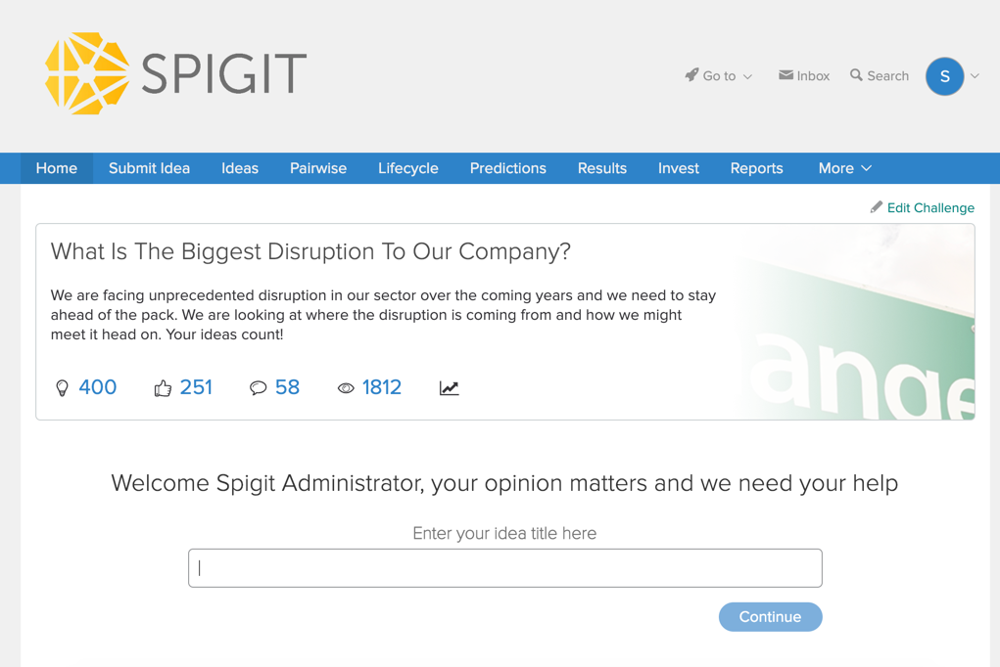 SPIGIT
Go to
Inbox
Search
S
Home
Submit Idea
Ideas
Pairwise
Lifecycle
Predictions
Results
Invest
Reports
More
Edit Challenge
What Is The Biggest Disruption To Our Company?
We are facing unprecedented disruption in our sector over the coming years and we need to stay
ahead of the pack. We are looking at where the disruption is coming from and how we might
meet it head on. Your ideas count!
ange
400
251
58
1812
Welcome Spigit Administrator, your opinion matters and we need your help
Enter your idea title here
Continue